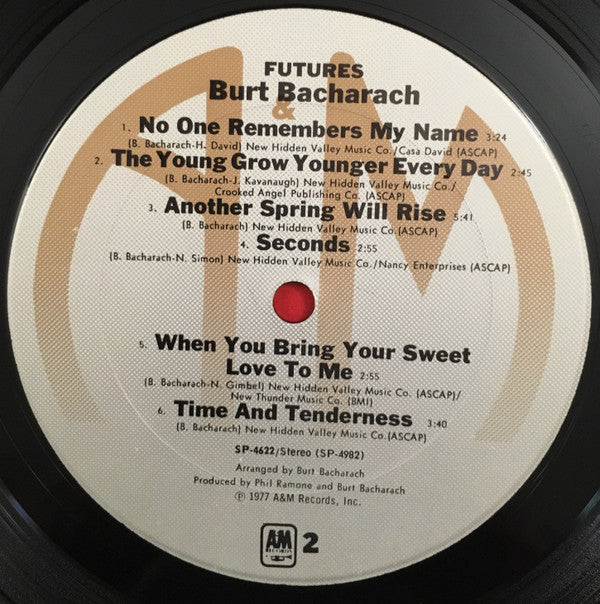 FUTURES
Burt Bacharach
&
1. No One Remembers My Name 3:24
(B. Bacharach-H. David) New Hidden Valley Music Co./Casa David (ASCAP)
2. The Young Grow Younger Every Day 2:45
(B. Bacharach-J. Kavanaugh) New Hidden Valley Music Co./
Crooked Angel Publishing Co. (ASCAP)
3. Another Spring Will Rise 5:41
(B. Bacharach) New Hidden Valley Music Co.(ASCAP)
4. Seconds 2:55
(B. Bacharach-N. Simon) New Hidden Valley Music Co./Nancy Enterprises (ASCAP)
5. When You Bring Your Sweet
Love To Me 2:55
(B. Bacharach-N. Gimbel) New Hidden Valley Music Co. (ASCAP)/
New Thunder Music Co. (BMI)
6. Time And Tenderness 3:40
(B. Bacharach) New Hidden Valley Music Co.(ASCAP)
SP-4622/Stereo (SP-4982)
Arranged by Burt Bacharach
Produced by Phil Ramone and Burt Bacharach
℗ 1977 A&M Records, Inc.
A&M RECORDS 2